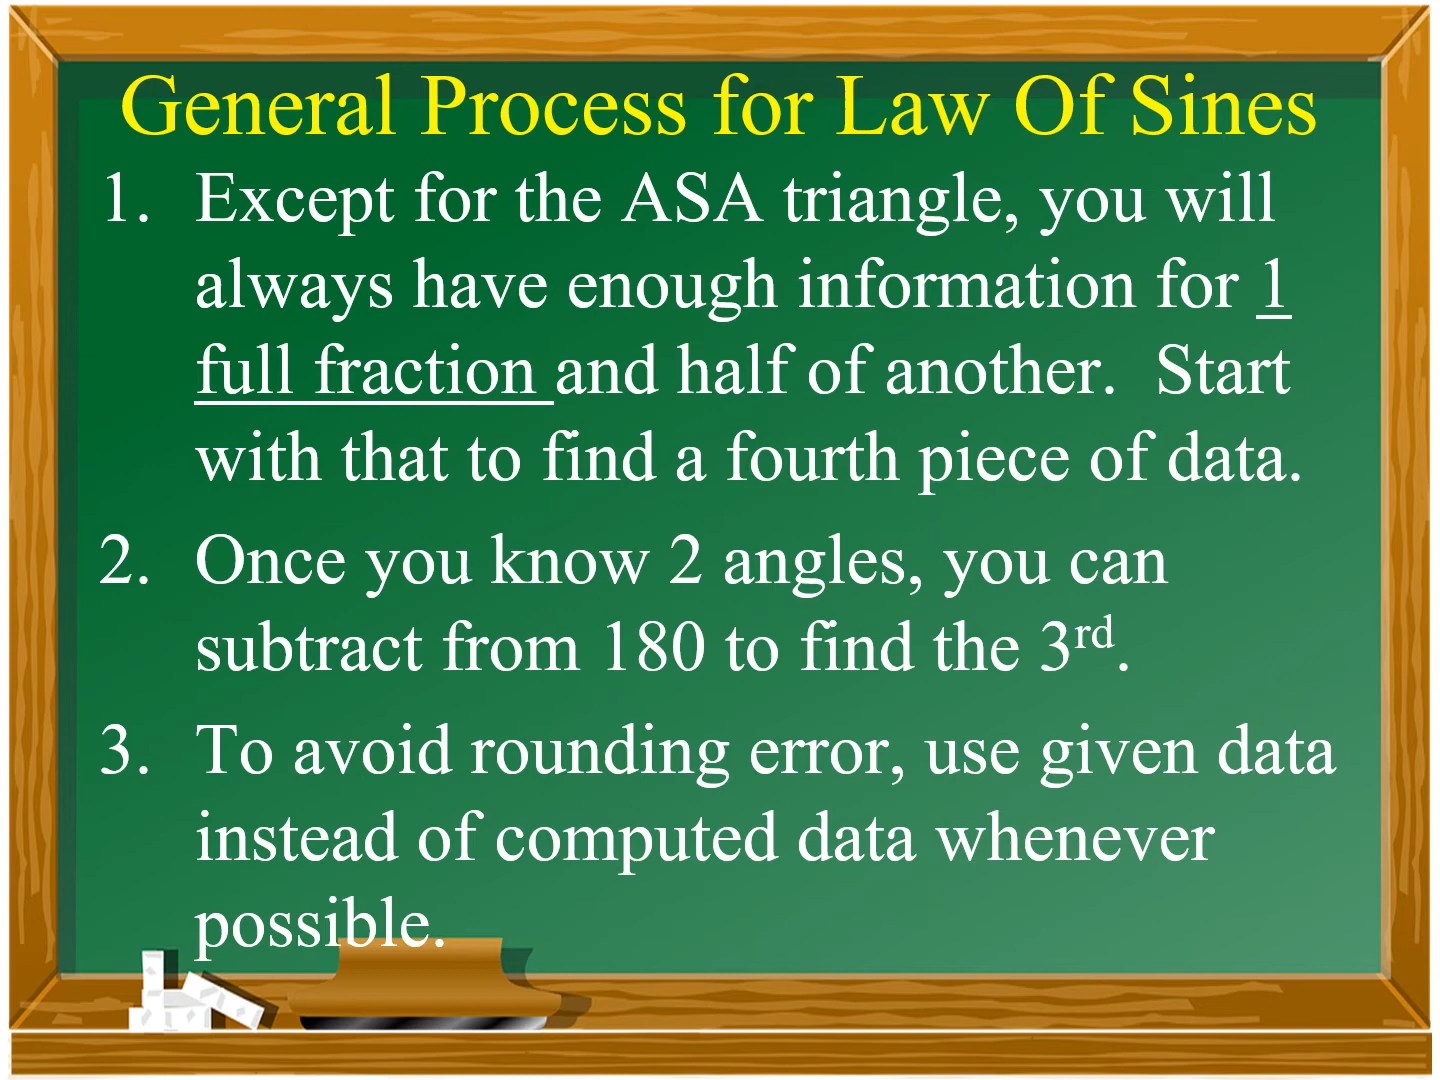 General Process for Law Of Sines
1. Except for the ASA triangle, you will
always have enough information for 1
full fraction and half of another. Start
with that to find a fourth piece of data.
2. Once you know 2 angles, you can
subtract from 180 to find the 3rd.
3. To avoid rounding error, use given data
instead of computed data whenever
possible.